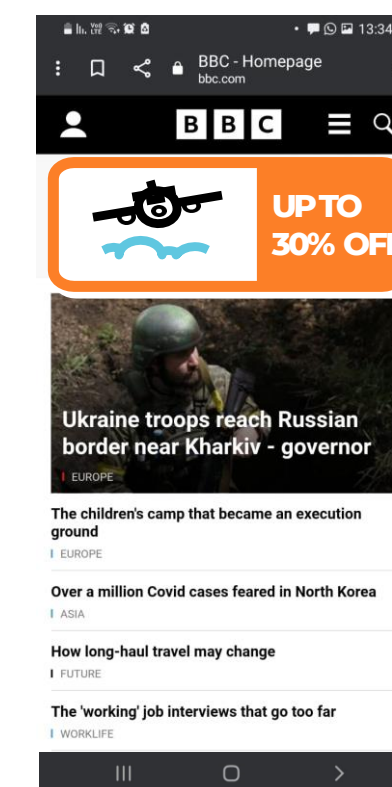 13:34
BBC - Homepage
bbc.com
BBC
UP TO
30% OF
Ukraine troops reach Russian
border near Kharkiv - governor
EUROPE
The children's camp that became an execution
ground
EUROPE
Over a million Covid cases feared in North Korea
ASIA
How long-haul travel may change
FUTURE
The 'working' job interviews that go too far
WORKLIFE